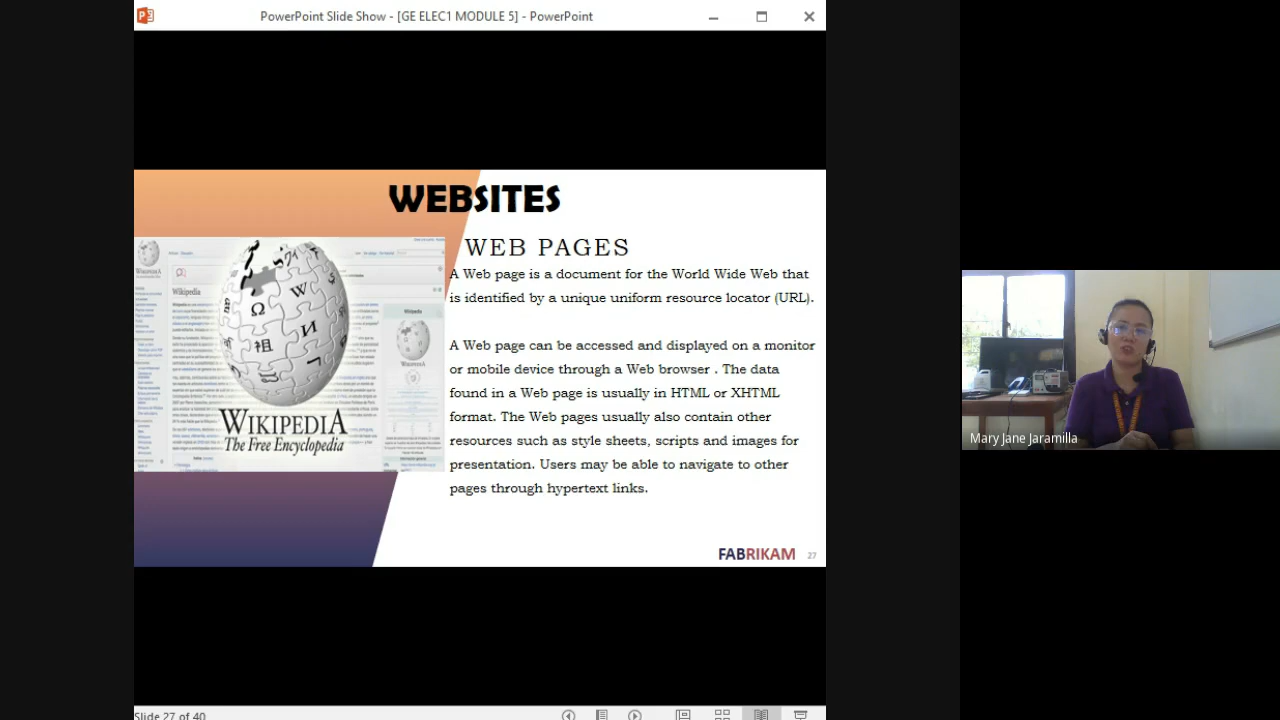 PowerPoint Slide Show - [GE ELEC1 MODULE 5] - PowerPoint
WEBSITES
WEB PAGES
A Web page is a document for the World Wide Web that
is identified by a unique uniform resource locator (URL).
A Web page can be accessed and displayed on a monitor
or mobile device through a Web browser . The data
found in a Web page is usually in HTML or XHTML
format. The Web pages usually also contain other
resources such as style sheets, scripts and images for
presentation. Users may be able to navigate to other
pages through hypertext links.
Wikipedia
WIKIPEDIA
The Free Encyclopedia
FABRIKAM
27
Mary Jane Jaramilla
Slide 27 of 40